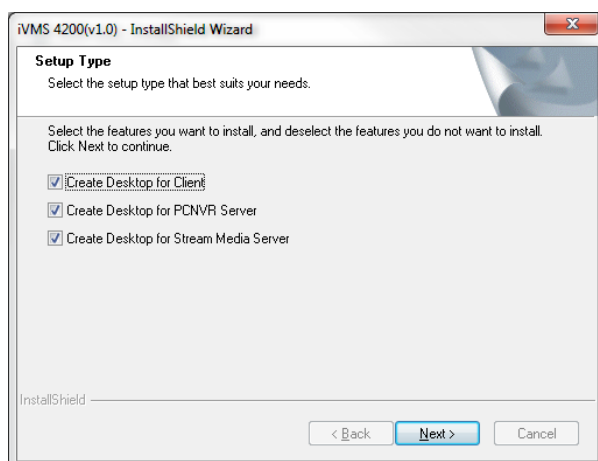 iVMS 4200(v1.0) - InstallShield Wizard
Setup Type
Select the setup type that best suits your needs.
Select the features you want to install, and deselect the features you do not want to install.
Click Next to continue.
Create Desktop for Client
Create Desktop for PCNVR Server
Create Desktop for Stream Media Server
InstallShield
< Back Next > Cancel